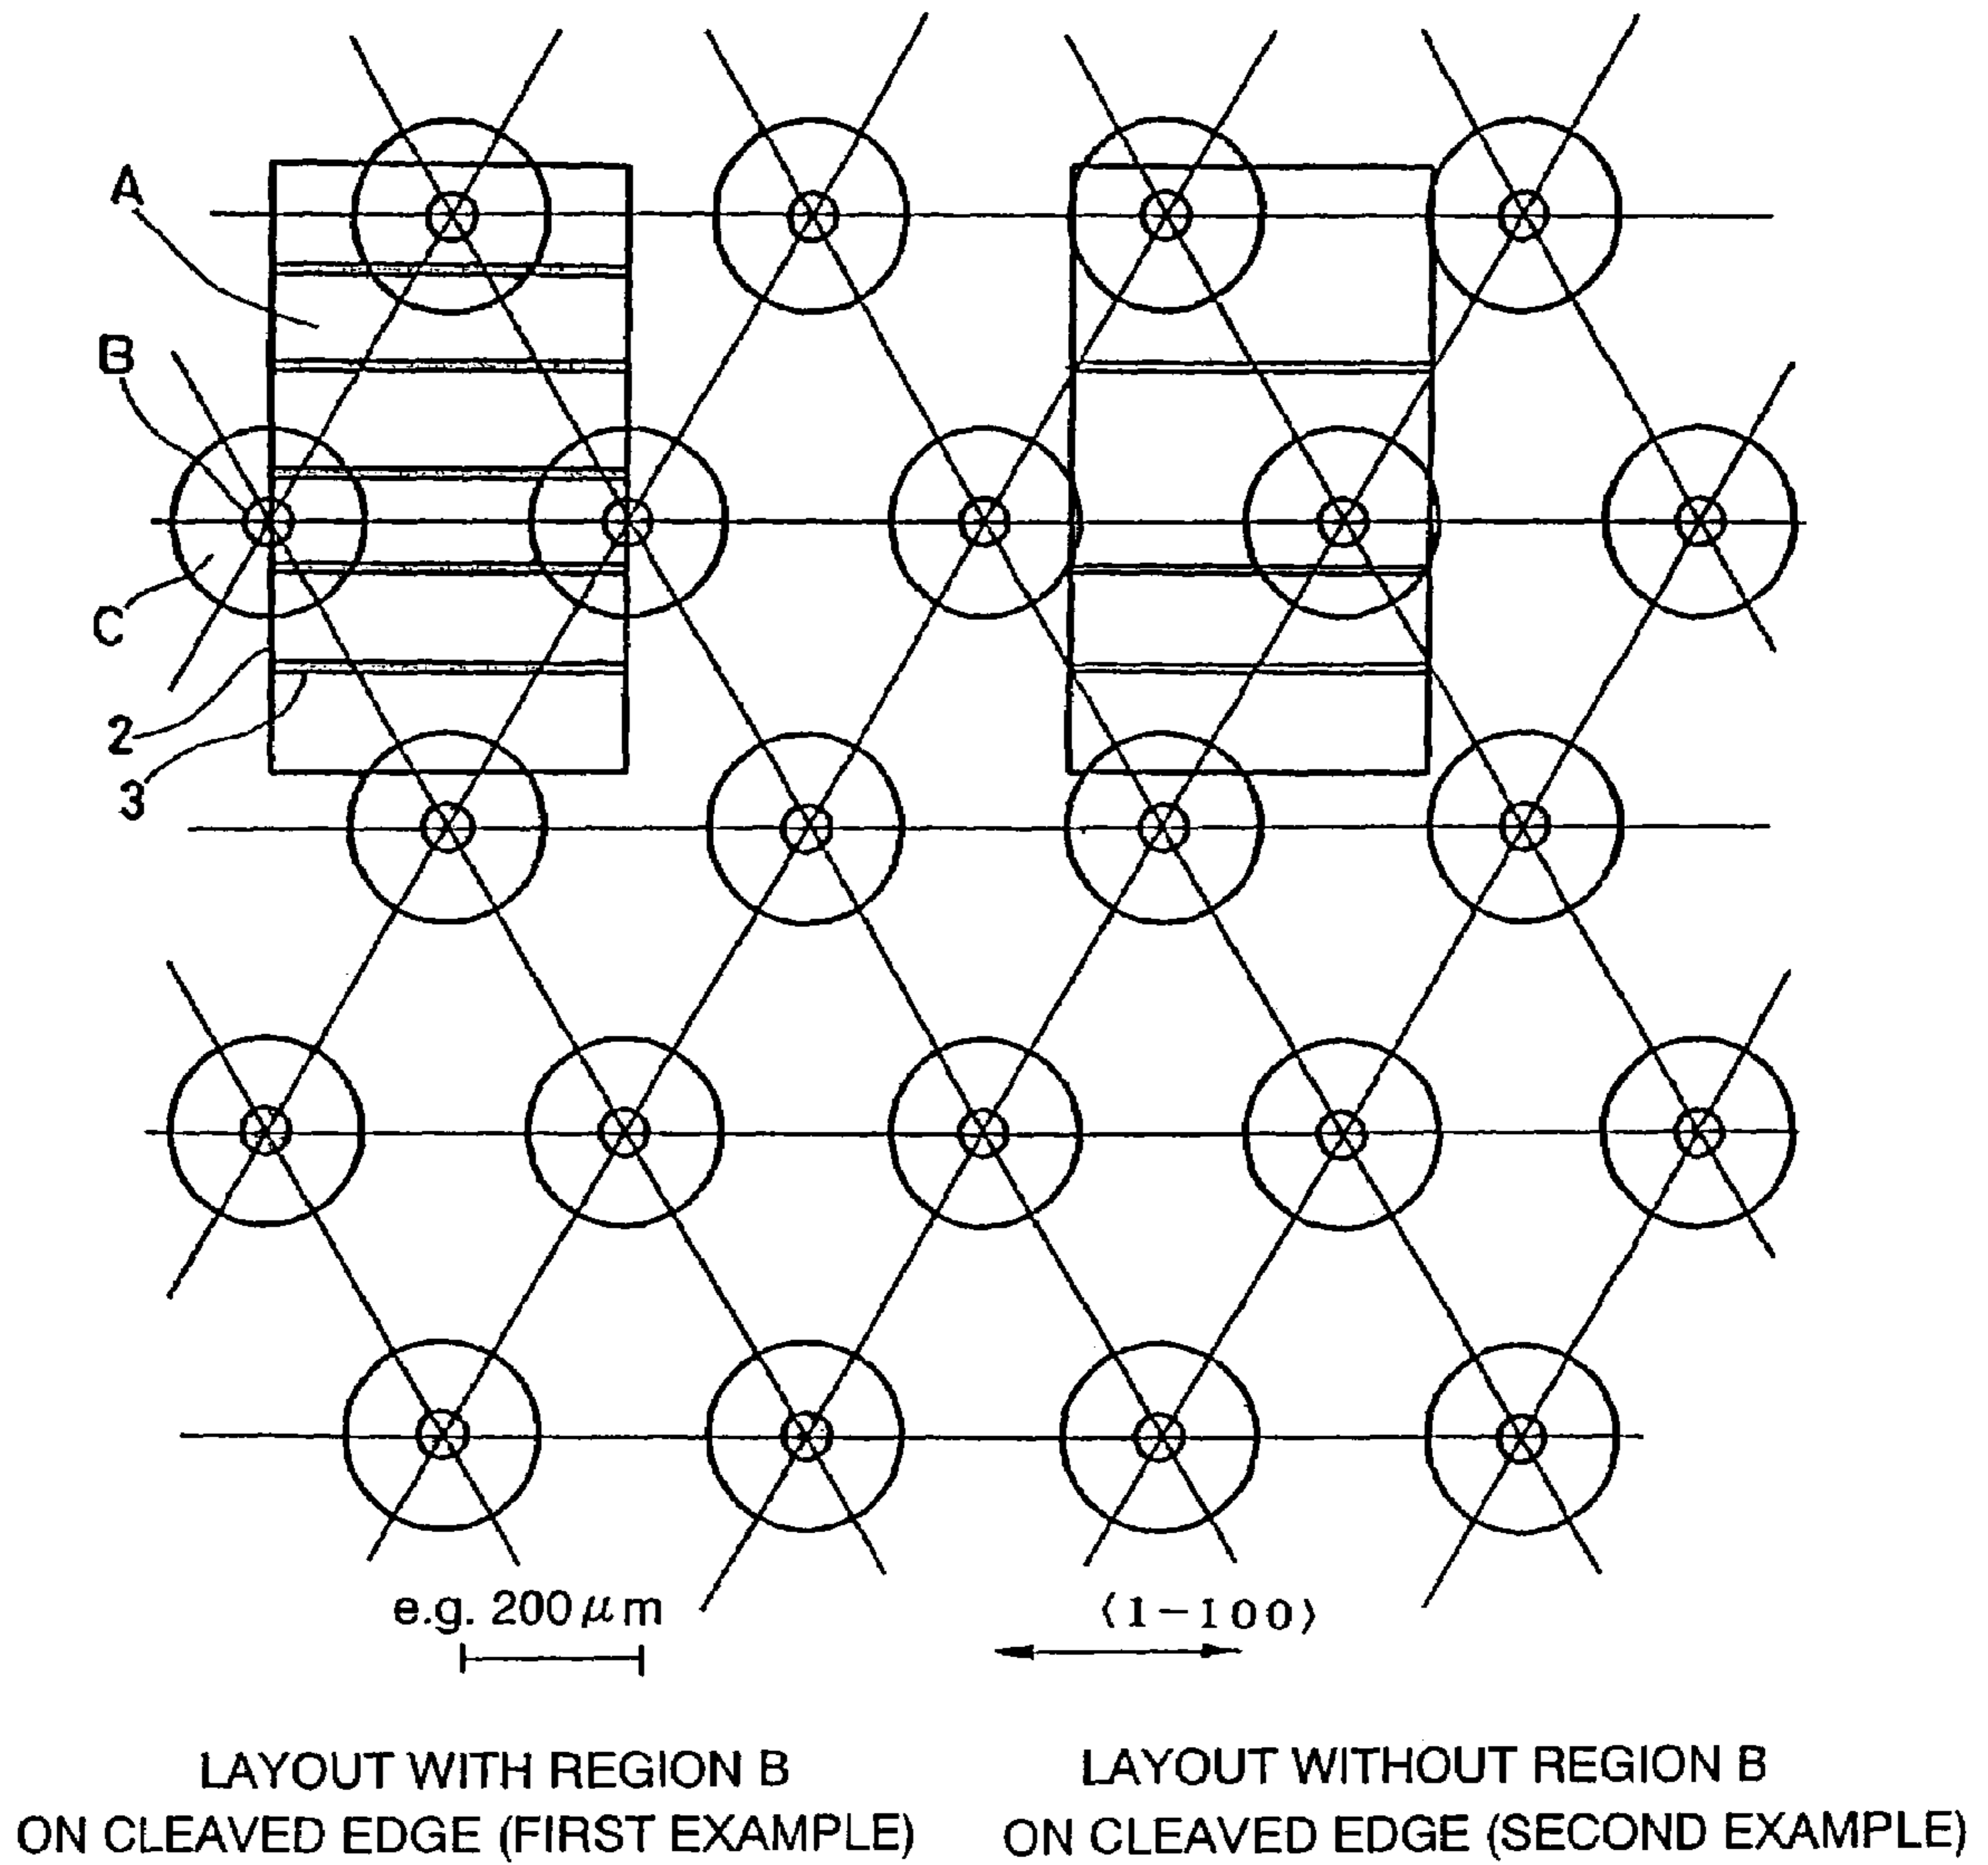 A
B
C
2
3
e.g. 200μm
⟨1-100⟩
LAYOUT WITH REGION B
ON CLEAVED EDGE (FIRST EXAMPLE)
LAYOUT WITHOUT REGION B
ON CLEAVED EDGE (SECOND EXAMPLE)